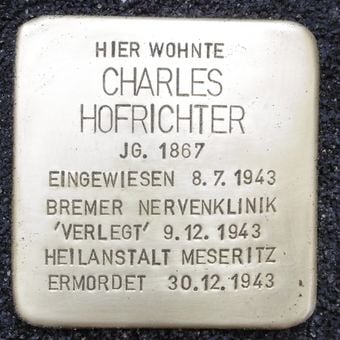 HIER WOHNTE
CHARLES
HOFRICHTER
JG. 1867
EINGEWIESEN 8.7.1943
BREMER NERVENKLINIK
'VERLEGT' 9.12.1943
HEILANSTALT MESERITZ
ERMORDET 30.12.1943